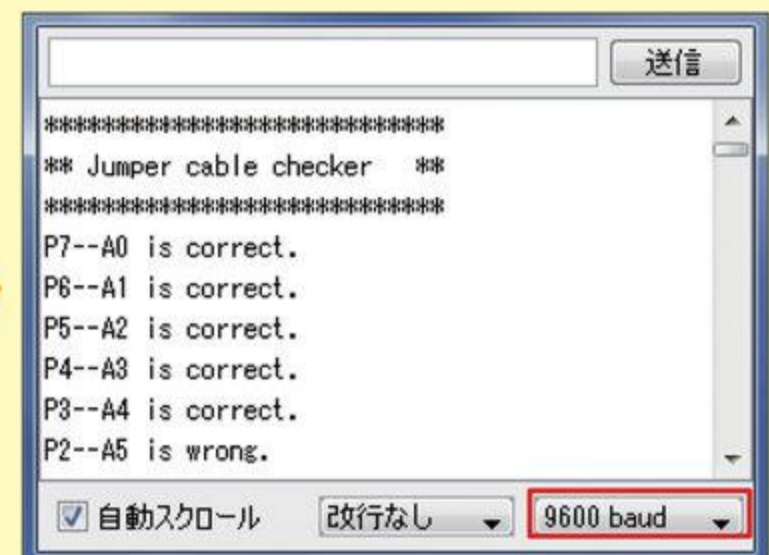 送信
****************************
** Jumper cable checker   **
****************************
P7--A0 is correct.
P6--A1 is correct.
P5--A2 is correct.
P4--A3 is correct.
P3--A4 is correct.
P2--A5 is wrong.
自動スクロール 改行なし 9600 baud